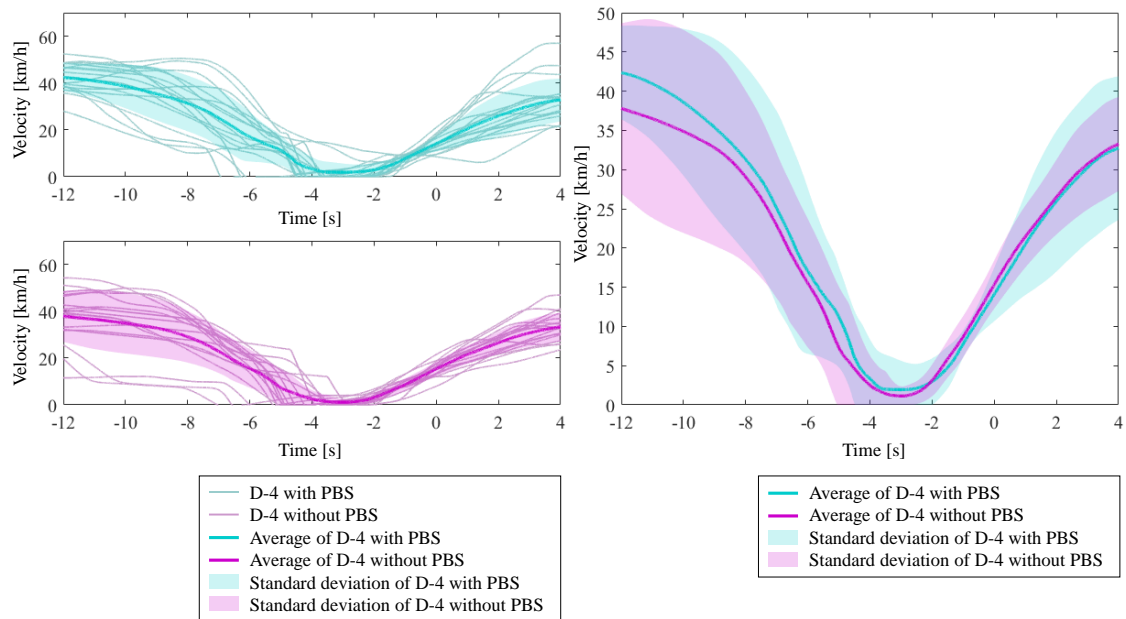 60
40
20
0
Velocity [km/h]
-12 -10 -8 -6 -4 -2 0 2 4
Time [s]
60
40
20
0
Velocity [km/h]
-12 -10 -8 -6 -4 -2 0 2 4
Time [s]
D-4 with PBS
D-4 without PBS
Average of D-4 with PBS
Average of D-4 without PBS
Standard deviation of D-4 with PBS
Standard deviation of D-4 without PBS
50
45
40
35
30
25
20
15
10
5
0
Velocity [km/h]
-12 -10 -8 -6 -4 -2 0 2 4
Time [s]
Average of D-4 with PBS
Average of D-4 without PBS
Standard deviation of D-4 with PBS
Standard deviation of D-4 without PBS